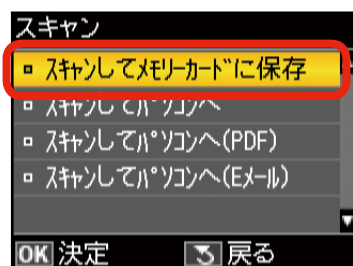 スキャン
スキャンしてメモリーカードに保存
スキャンしてパソコンへ
スキャンしてパソコンへ(PDF)
スキャンしてパソコンへ(Eメール)
OK 決定 戻る